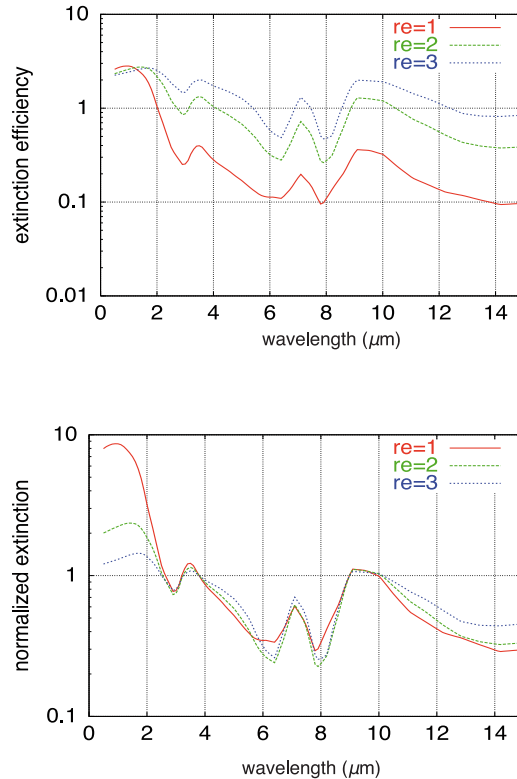 10
1
0.1
0.01
extinction efficiency
re=1
re=2
re=3
0 2 4 6 8 10 12 14
wavelength (µm)
10
1
0.1
normalized extinction
re=1
re=2
re=3
0 2 4 6 8 10 12 14
wavelength (µm)